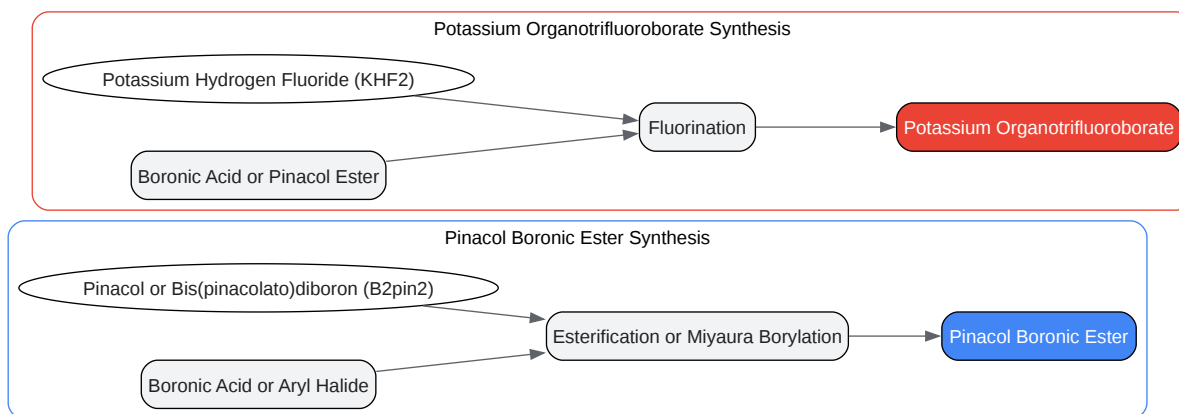 Potassium Organotrifluoroborate Synthesis
Potassium Hydrogen Fluoride (KHF2)
Fluorination
Potassium Organotrifluoroborate
Boronic Acid or Pinacol Ester
Pinacol Boronic Ester Synthesis
Pinacol or Bis(pinacolato)diboron (B2pin2)
Esterification or Miyaura Borylation
Pinacol Boronic Ester
Boronic Acid or Aryl Halide